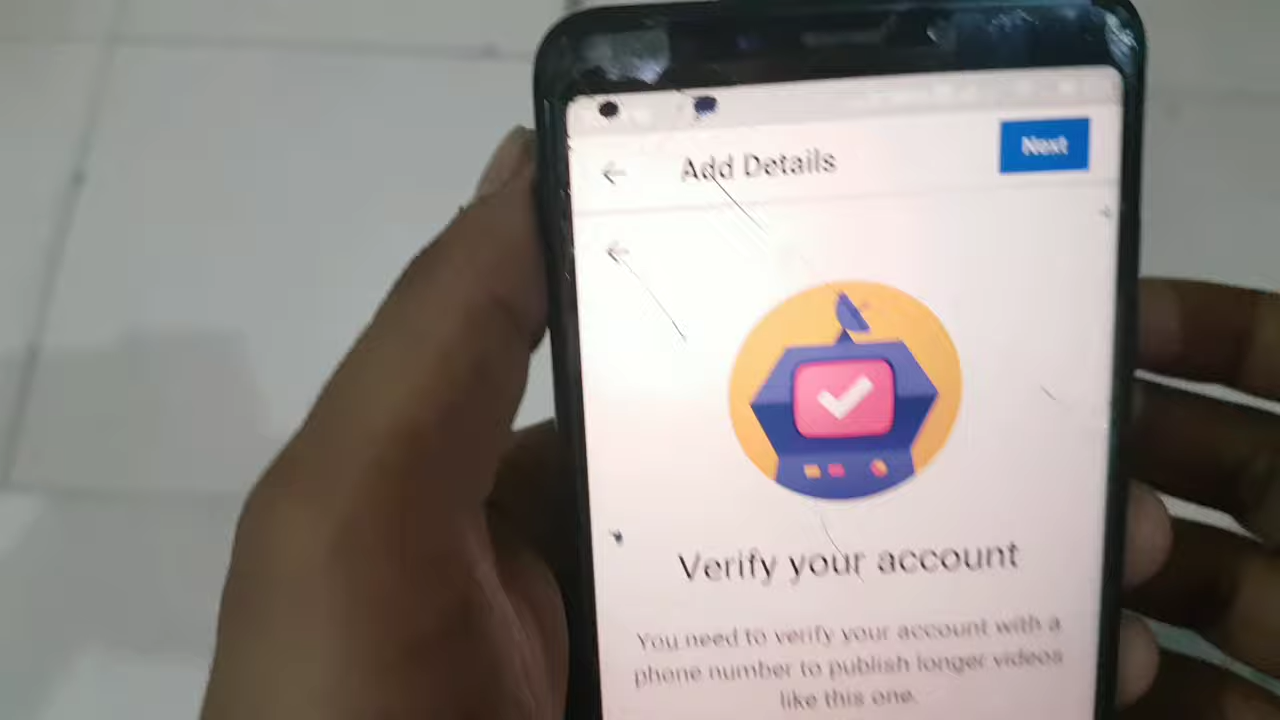 Add Details
Next
Verify your account
You need to verify your account with a
phone number to publish longer videos
like this one.